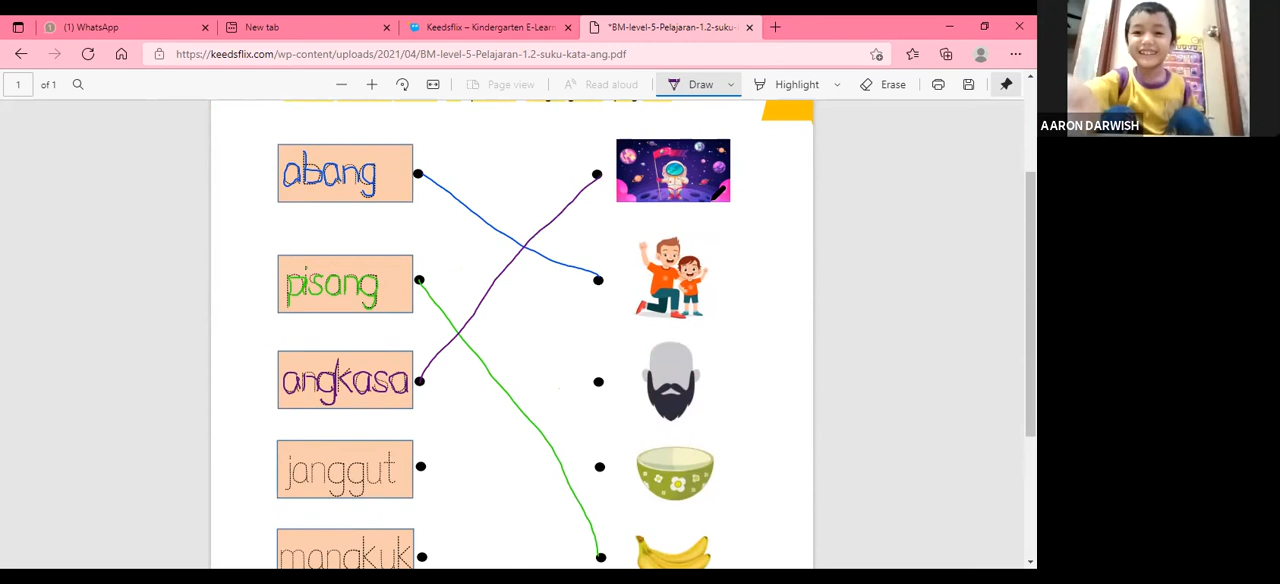 (1) WhatsApp
New tab
Keedsflix – Kindergarten E-Learn
*BM-level-5-Pelajaran-1.2-suku-
https://keedsflix.com/wp-content/uploads/2021/04/BM-level-5-Pelajaran-1.2-suku-kata-ang.pdf
1 of 1
Page view
Read aloud
Draw
Highlight
Erase
AARON DARWISH
abang
pisang
angkasa
janggut
mangkuk